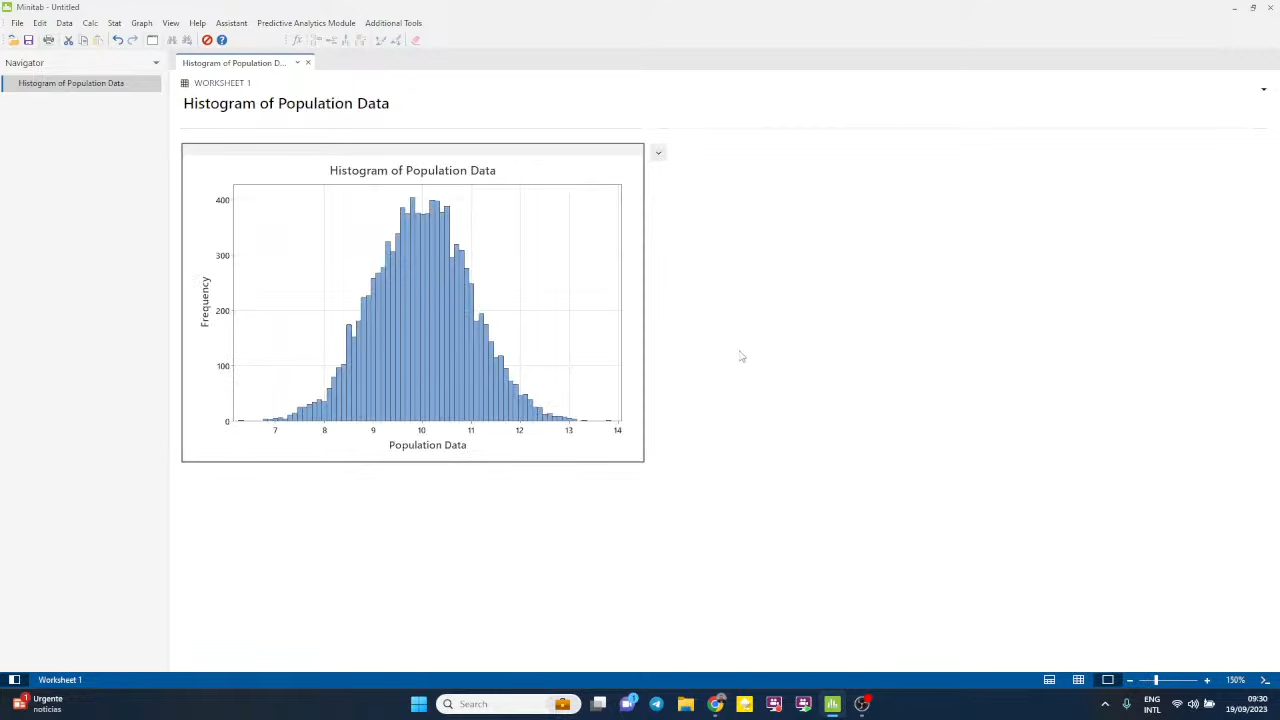 Minitab - Untitled
File Edit Data Calc Stat Graph View Help Assistant Predictive Analytics Module Additional Tools
Navigator
Histogram of Population D...
Histogram of Population Data
WORKSHEET 1
Histogram of Population Data
Histogram of Population Data
400
300
200
100
0
Frequency
7 8 9 10 11 12 13 14
Population Data
Worksheet 1
150%
1
Urgente
noticias
Search
1
ENG
INTL
09:30
19/09/2023